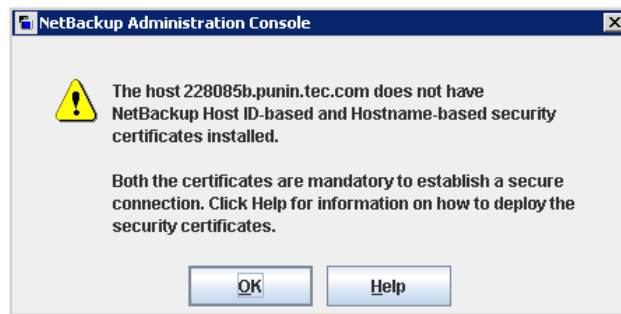 NetBackup Administration Console
The host 228085b.punin.tec.com does not have
NetBackup Host ID-based and Hostname-based security
certificates installed.
Both the certificates are mandatory to establish a secure
connection. Click Help for information on how to deploy the
security certificates.
OK
Help